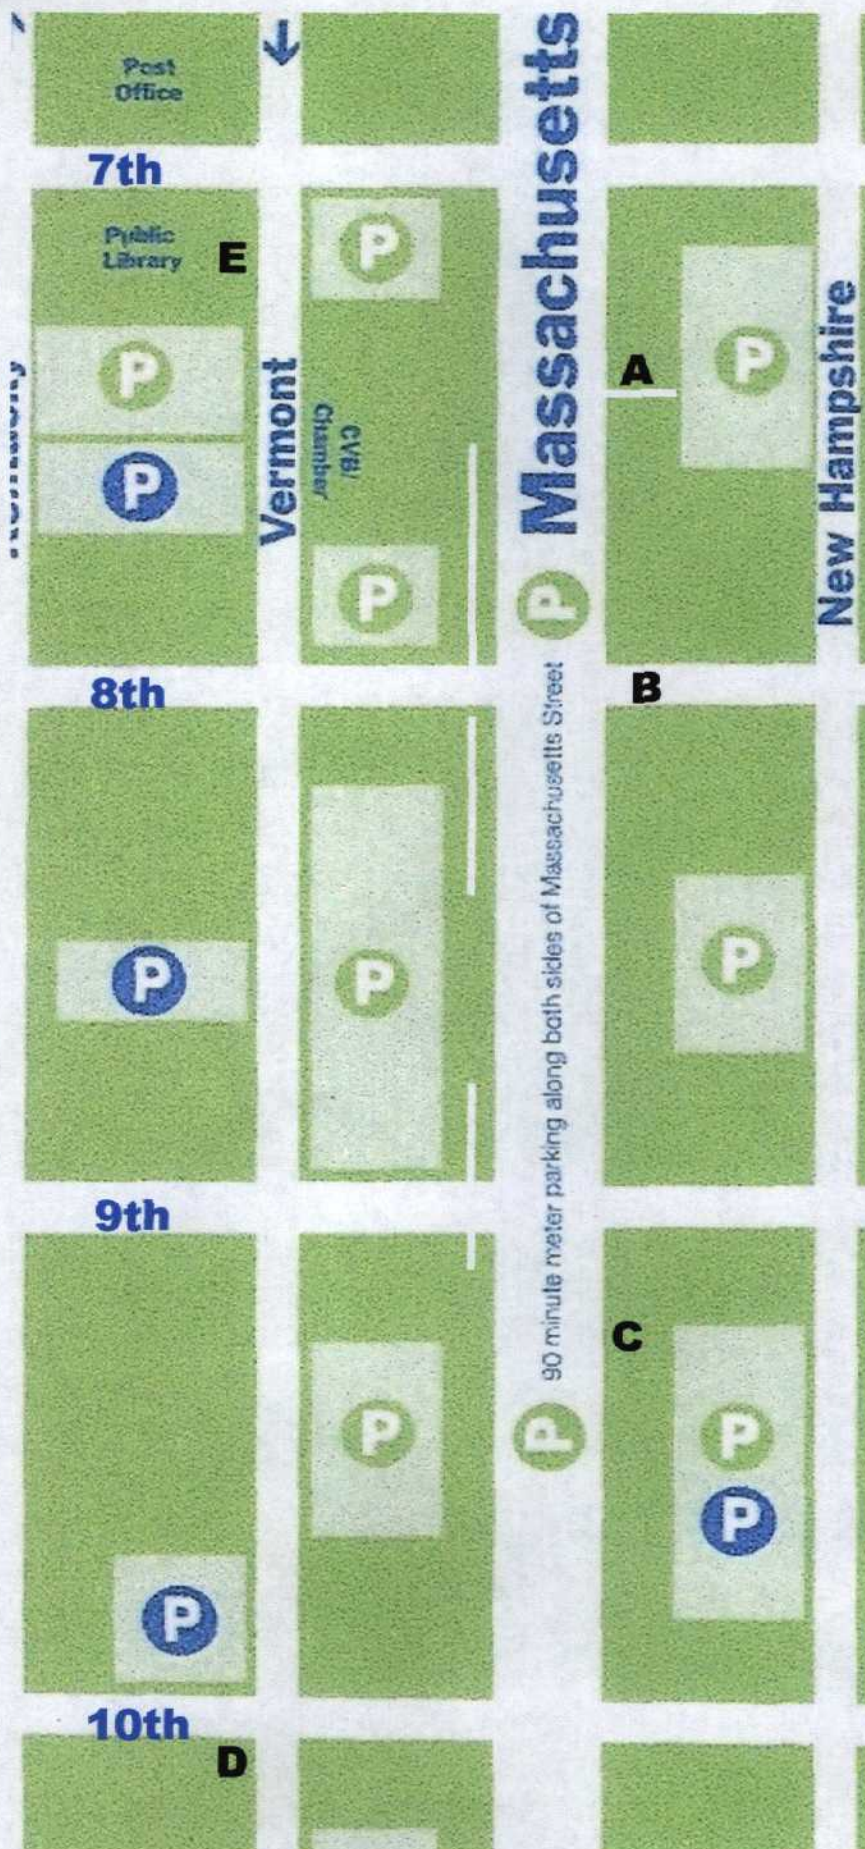 Post
Office
7th
Public
Library
E
P
P
P
Vermont
CVB/
Chamber
P
P
Massachusetts
A
P
New Hampshire
P
8th
B
90 minute meter parking along both sides of Massachusetts Street
P
P
P
9th
C
P
P
P
P
P
10th
D